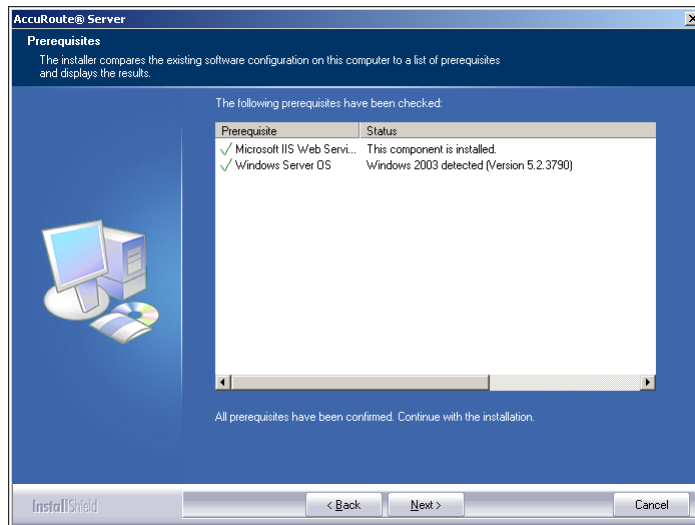 AccuRoute® Server
Prerequisites
The installer compares the existing software configuration on this computer to a list of prerequisites
and displays the results.
The following prerequisites have been checked:
Prerequisite Status
Microsoft IIS Web Servi... This component is installed.
Windows Server OS Windows 2003 detected (Version 5.2.3790)
All prerequisites have been confirmed. Continue with the installation.
InstallShield < Back Next > Cancel